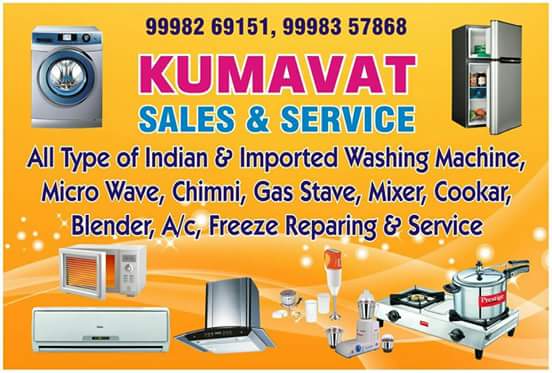 99982 69151, 99983 57868
KUMAVAT
SALES & SERVICE
All Type of Indian & Imported Washing Machine,
Micro Wave, Chimni, Gas Stave, Mixer, Cookar,
Blender, A/c, Freeze Reparing & Service
Prestige